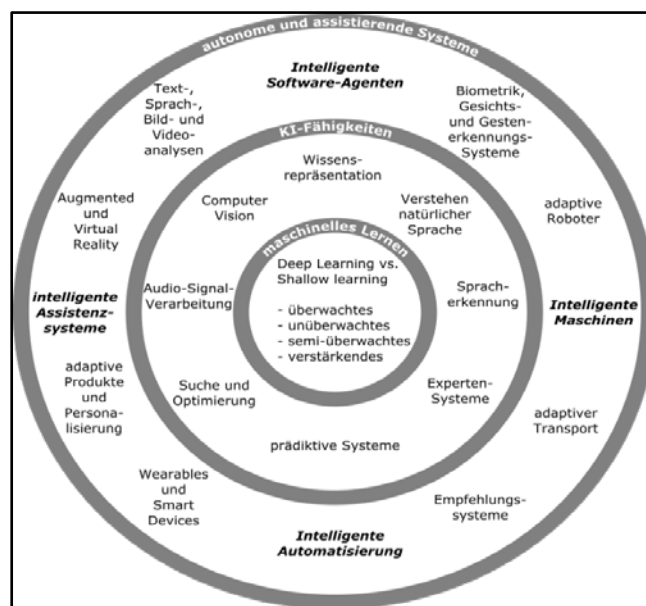 autonome und assistierende Systeme
Intelligente
Software-Agenten
Text-,
Sprach-,
Bild- und
Video-
analysen
Biometrik,
Gesichts-
und Gesten-
erkennungs-
Systeme
KI-Fähigkeiten
Wissens-
repräsentation
Computer
Vision
Verstehen
natürlicher
Sprache
Augmented
und
Virtual
Reality
adaptive
Roboter
maschinelles Lernen
Deep Learning vs.
Shallow learning
- überwachtes
- unüberwachtes
- semi-überwachtes
- verstärkendes
Audio-Signal-
Verarbeitung
Sprach-
erkennung
intelligente
Assistenz-
systeme
Intelligente
Maschinen
adaptive
Produkte
und
Persona-
lisierung
Suche und
Optimierung
Experten-
Systeme
adaptiver
Transport
prädiktive Systeme
Wearables
und
Smart
Devices
Empfehlungs-
systeme
Intelligente
Automatisierung